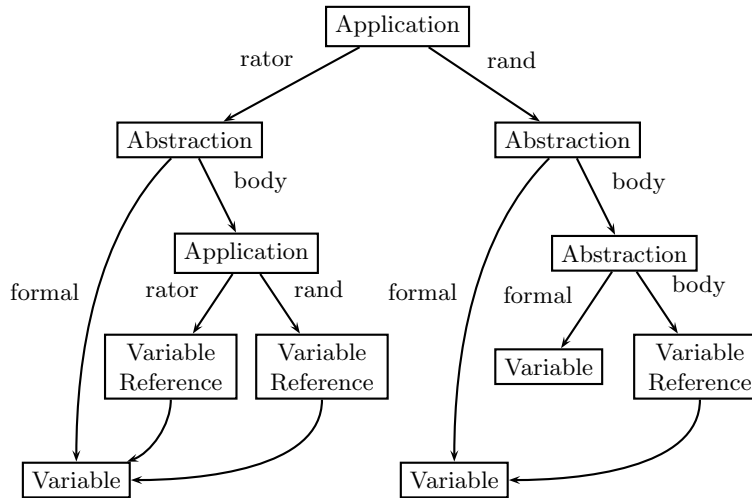 Application
rator
rand
Abstraction
Abstraction
body
body
Application
Abstraction
formal
rator
rand
formal
formal
body
Variable
Reference
Variable
Reference
Variable
Variable
Reference
Variable
Variable